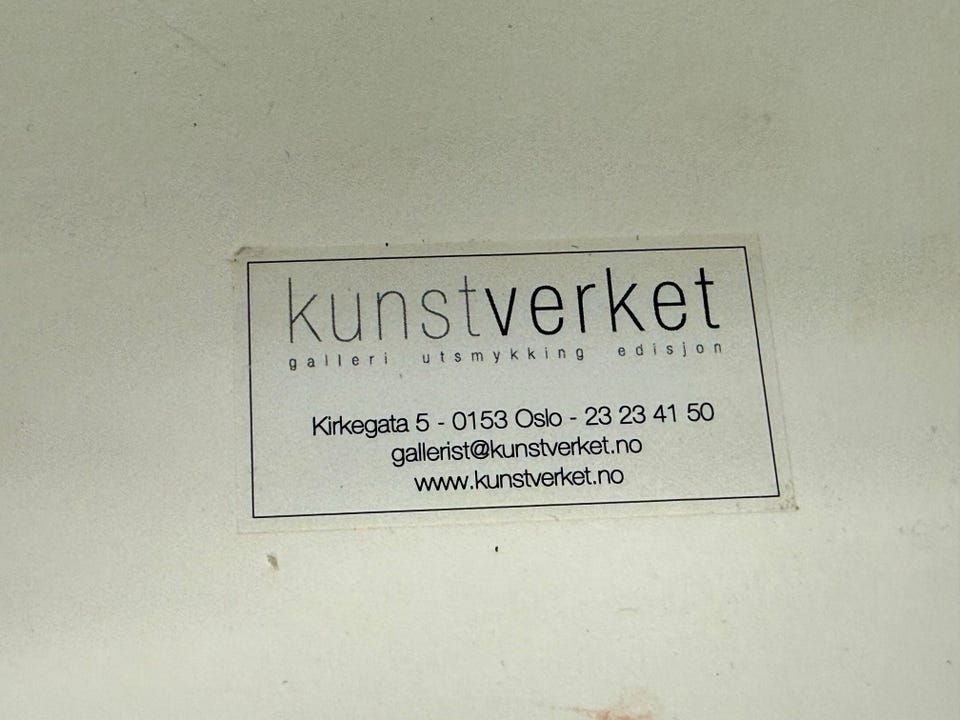 kunstverket
galleri utsmykking edisjon
Kirkegata 5 - 0153 Oslo - 23 23 41 50
gallerist@kunstverket.no
www.kunstverket.no